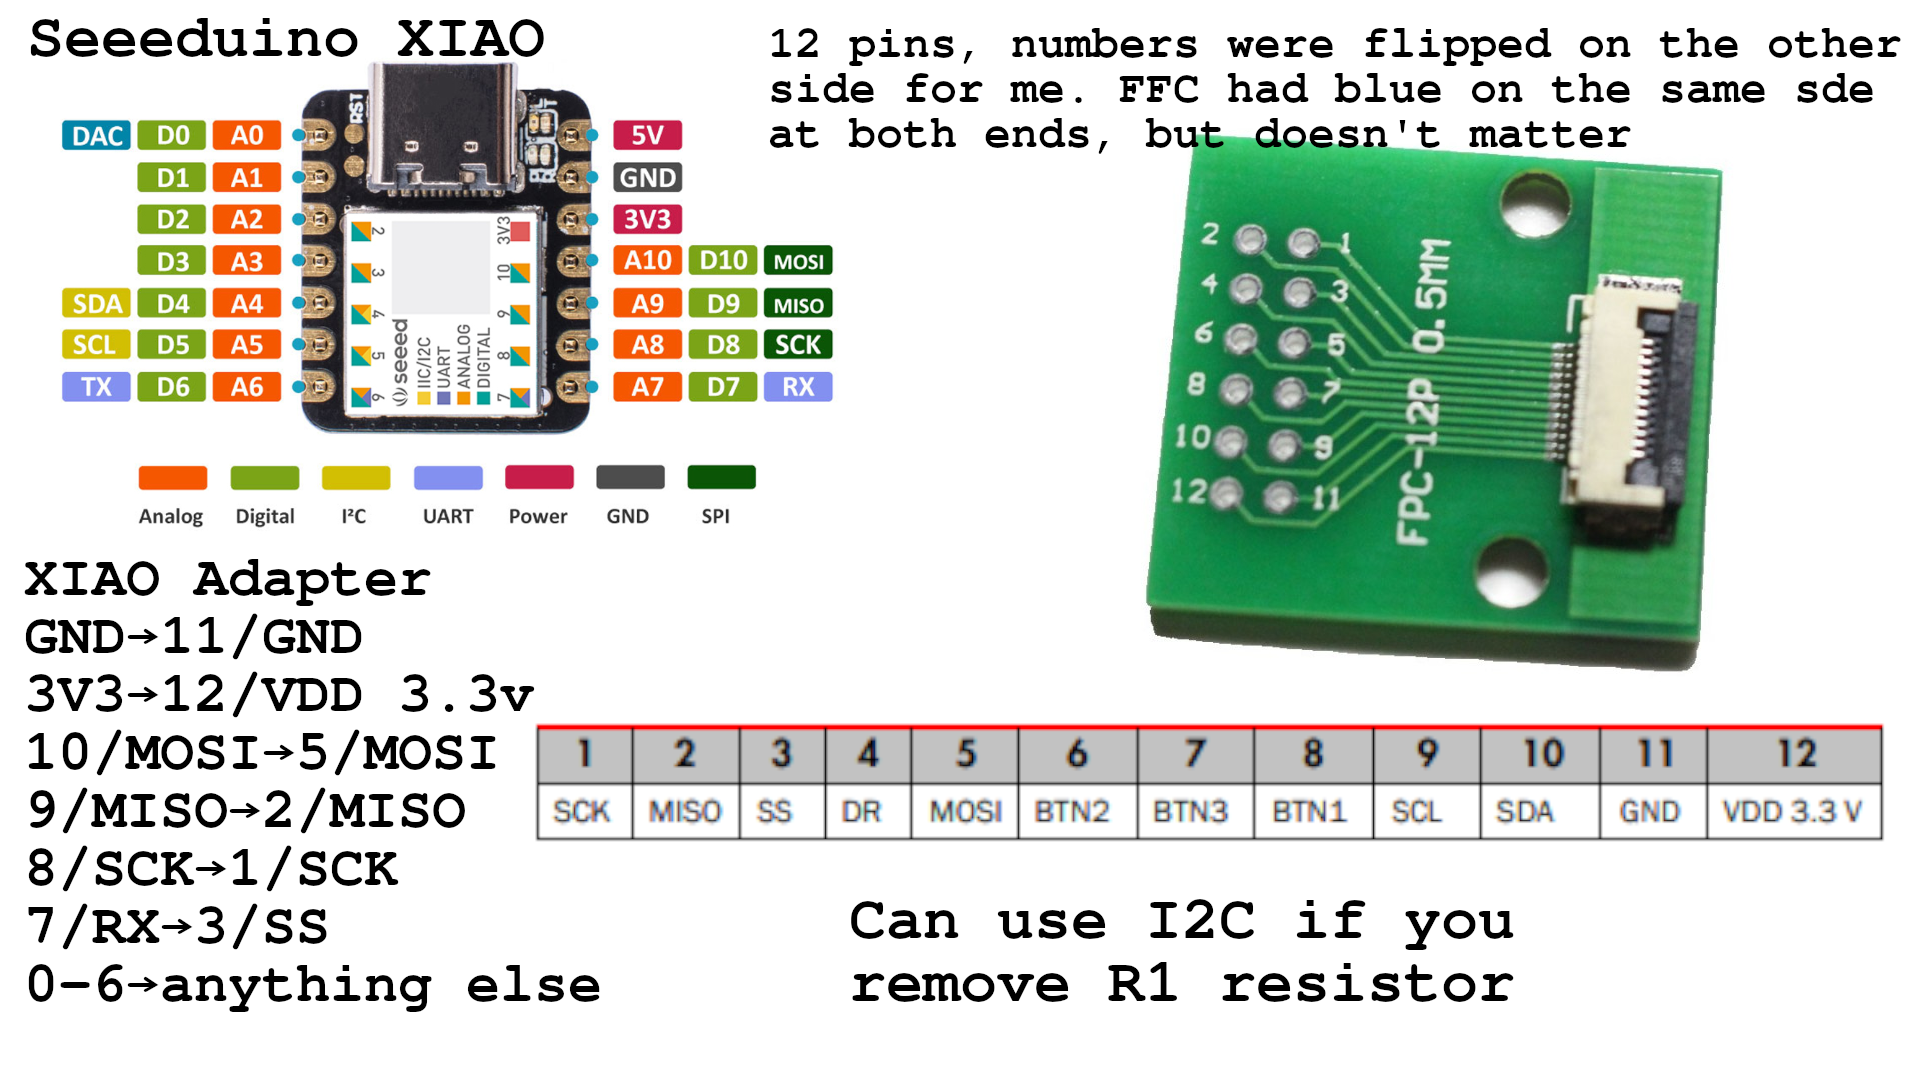 Seeeduino XIAO
12 pins, numbers were flipped on the other
side for me. FFC had blue on the same sde
at both ends, but doesn't matter
RST
DAC D0 A0 5V
D1 A1 GND
D2 A2 3V3
D3 A3 A10 D10 MOSI
SDA D4 A4 A9 D9 MISO
SCL D5 A5 A8 D8 SCK
TX D6 A6 A7 D7 RX
2 3V3
3 10
4 9
5 8
6 7
seeed
IIC/I2C
UART
ANALOG
DIGITAL
Analog Digital I²C UART Power GND SPI
2 1
4 3
6 5
8 7
10 9
12 11
FPC-12P 0.5MM
XIAO Adapter
GND→11/GND
3V3→12/VDD 3.3v
10/MOSI→5/MOSI
9/MISO→2/MISO
8/SCK→1/SCK
7/RX→3/SS
0-6→anything else
1 2 3 4 5 6 7 8 9 10 11 12
SCK MISO SS DR MOSI BTN2 BTN3 BTN1 SCL SDA GND VDD 3.3 V
Can use I2C if you
remove R1 resistor